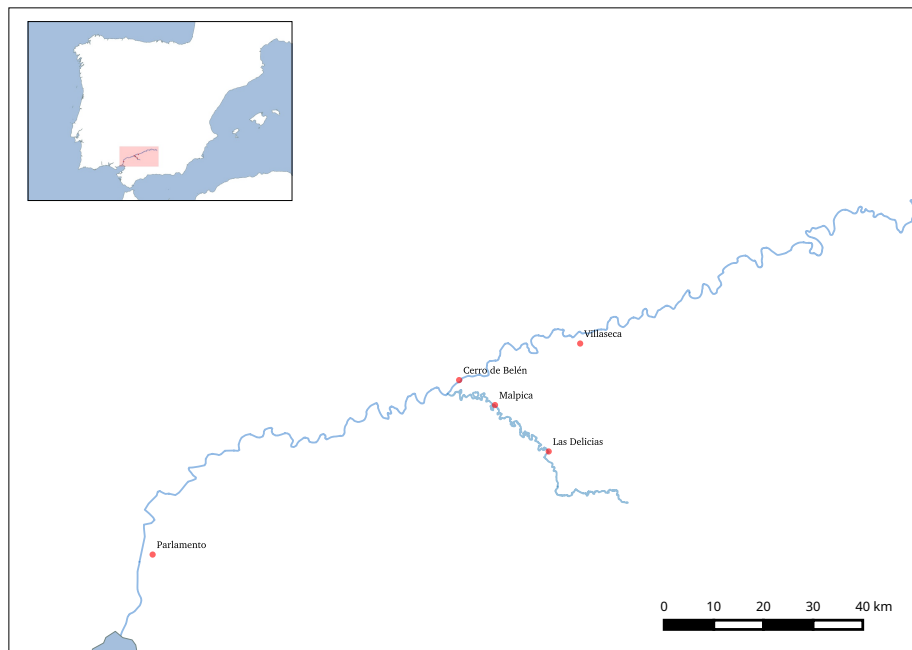 Villaseca
Cerro de Belén
Malpica
Las Delicias
Parlamento
0 10 20 30 40 km